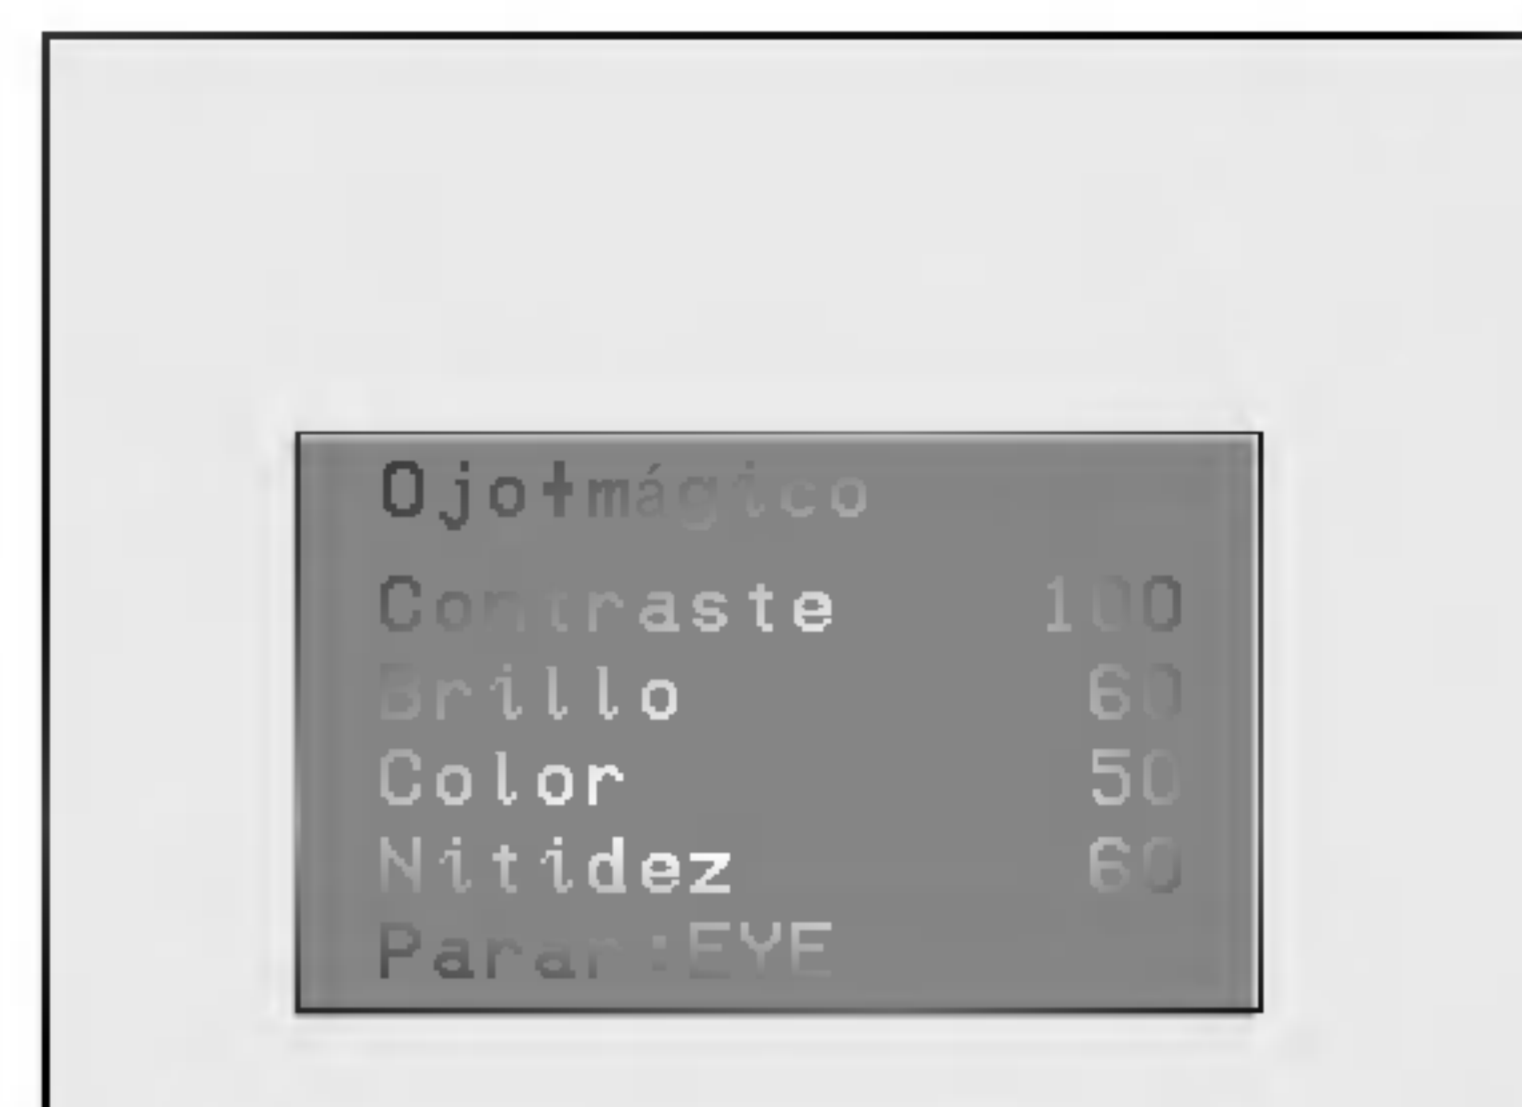 Ojo+mágico
Contraste 100
Brillo 60
Color 50
Nitidez 60
Parar:EYE